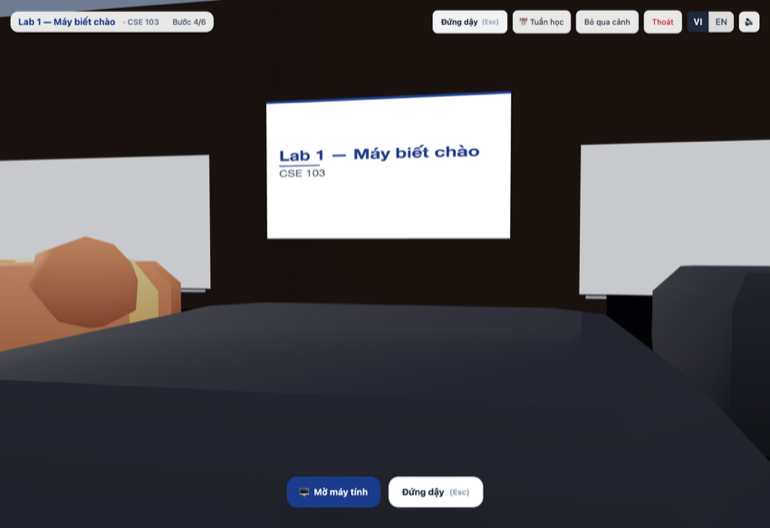 Lab 1 — Máy biết chào · CSE 103 Bước 4/6
Đứng dậy (Esc) Tuần học Bỏ qua cảnh Thoát VI EN
Lab 1 — Máy biết chào
CSE 103
Mở máy tính Đứng dậy (Esc)